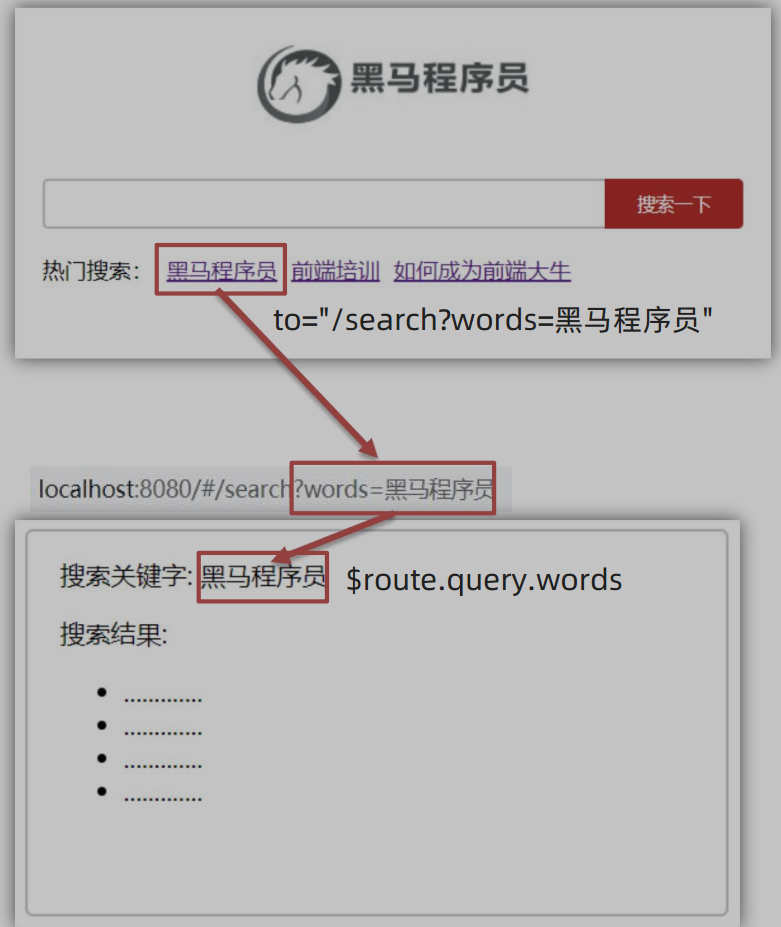 黑马程序员
搜索一下
热门搜索： 黑马程序员 前端培训 如何成为前端大牛
to="/search?words=黑马程序员"
localhost:8080/#/search?words=黑马程序员
搜索关键字: 黑马程序员 $route.query.words
搜索结果:
• .............
• .............
• .............
• .............